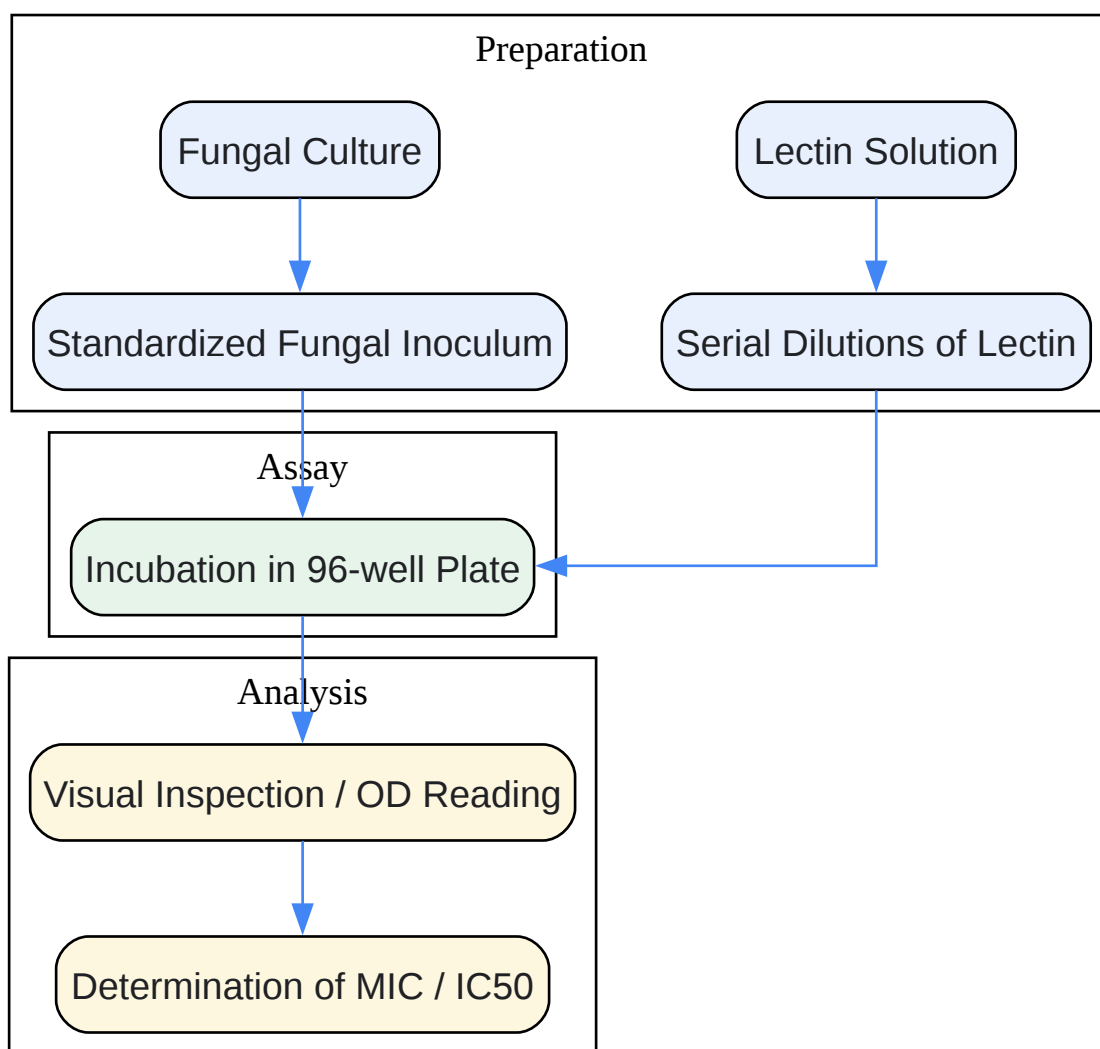 Preparation
Fungal Culture
Lectin Solution
Standardized Fungal Inoculum
Serial Dilutions of Lectin
Assay
Incubation in 96-well Plate
Analysis
Visual Inspection / OD Reading
Determination of MIC / IC50